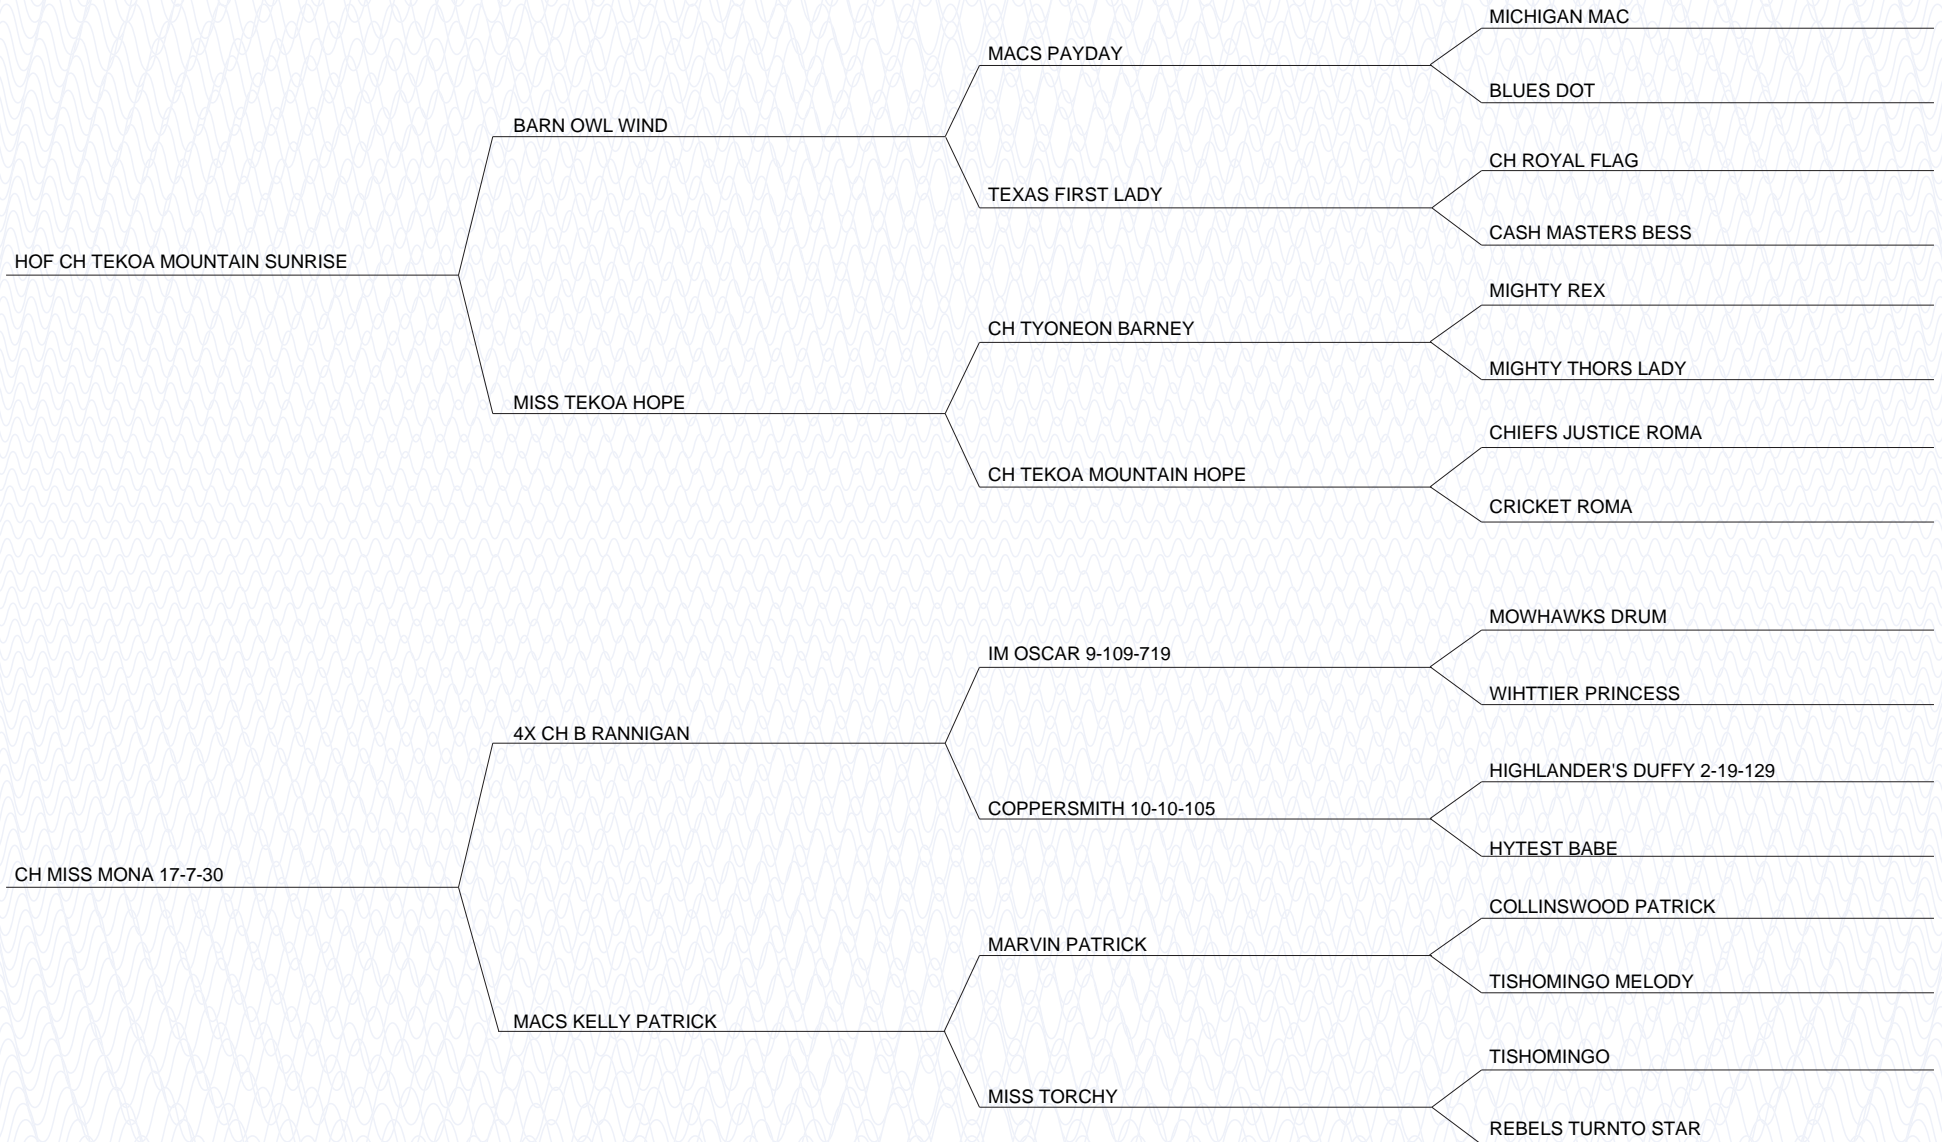 MICHIGAN MAC
MACS PAYDAY
BLUES DOT
BARN OWL WIND
CH ROYAL FLAG
TEXAS FIRST LADY
CASH MASTERS BESS
HOF CH TEKOA MOUNTAIN SUNRISE
MIGHTY REX
CH TYONEON BARNEY
MIGHTY THORS LADY
MISS TEKOA HOPE
CHIEFS JUSTICE ROMA
CH TEKOA MOUNTAIN HOPE
CRICKET ROMA
MOWHAWKS DRUM
IM OSCAR 9-109-719
WIHTTIER PRINCESS
4X CH B RANNIGAN
HIGHLANDER'S DUFFY 2-19-129
COPPERSMITH 10-10-105
HYTEST BABE
CH MISS MONA 17-7-30
COLLINSWOOD PATRICK
MARVIN PATRICK
TISHOMINGO MELODY
MACS KELLY PATRICK
TISHOMINGO
MISS TORCHY
REBELS TURNTO STAR